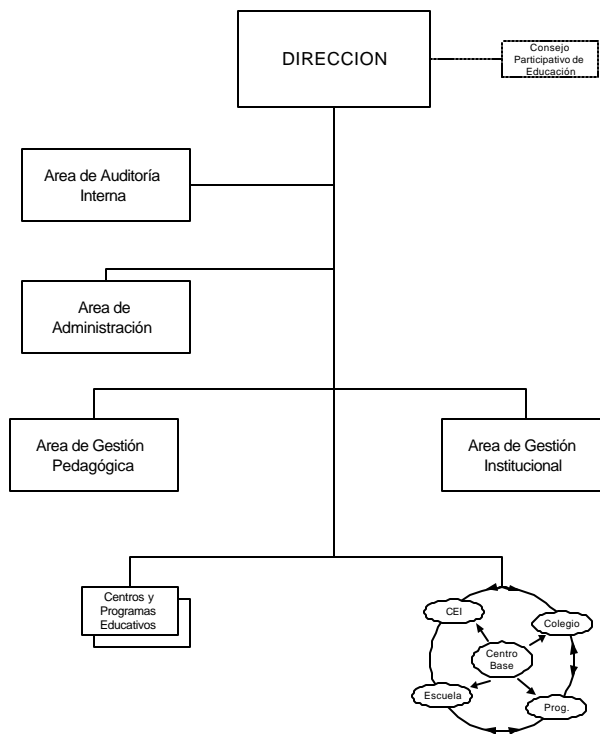 DIRECCION
Consejo
Participativo de
Educación
Area de Auditoría
Interna
Area de
Administración
Area de Gestión
Pedagógica
Area de Gestión
Institucional
Centros y
Programas
Educativos
CEI
Colegio
Centro
Base
Escuela
Prog.